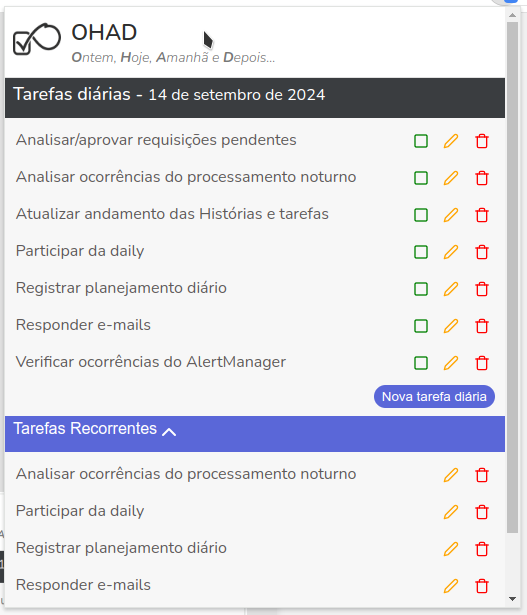 OHAD
Ontem, Hoje, Amanhã e Depois...
Tarefas diárias - 14 de setembro de 2024
Analisar/aprovar requisições pendentes
Analisar ocorrências do processamento noturno
Atualizar andamento das Histórias e tarefas
Participar da daily
Registrar planejamento diário
Responder e-mails
Verificar ocorrências do AlertManager
Nova tarefa diária
Tarefas Recorrentes
Analisar ocorrências do processamento noturno
Participar da daily
Registrar planejamento diário
Responder e-mails